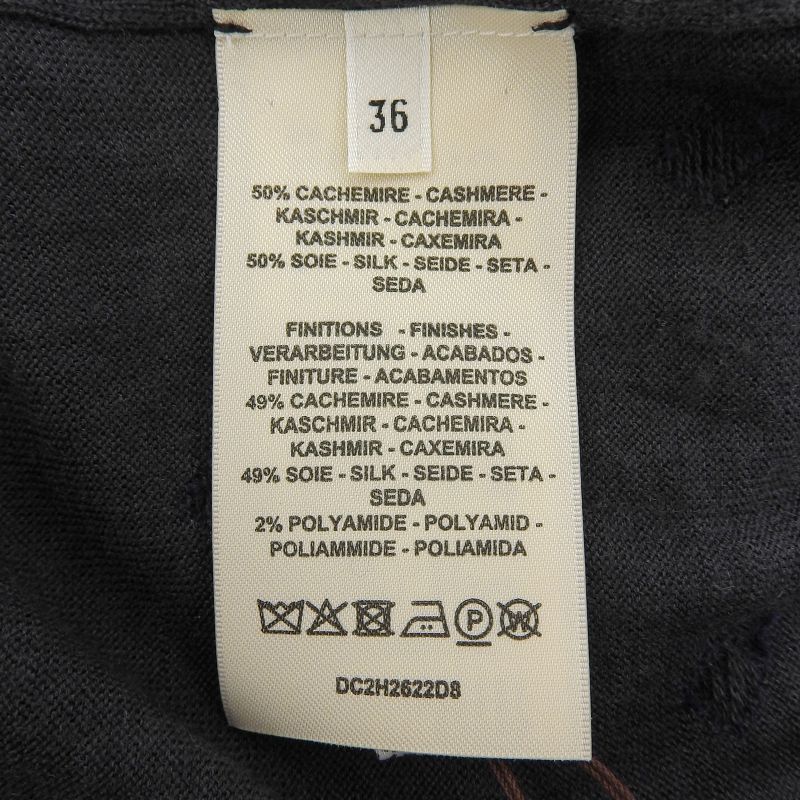 36
50% CACHEMIRE - CASHMERE -
KASCHMIR - CACHEMIRA -
KASHMIR - CAXEMIRA
50% SOIE - SILK - SEIDE - SETA -
SEDA
FINITIONS - FINISHES -
VERARBEITUNG - ACABADOS -
FINITURE - ACABAMENTOS
49% CACHEMIRE - CASHMERE -
KASCHMIR - CACHEMIRA -
KASHMIR - CAXEMIRA
49% SOIE - SILK - SEIDE - SETA -
SEDA
2% POLYAMIDE - POLYAMID -
POLIAMMIDE - POLIAMIDA
P W
DC2H2622D8